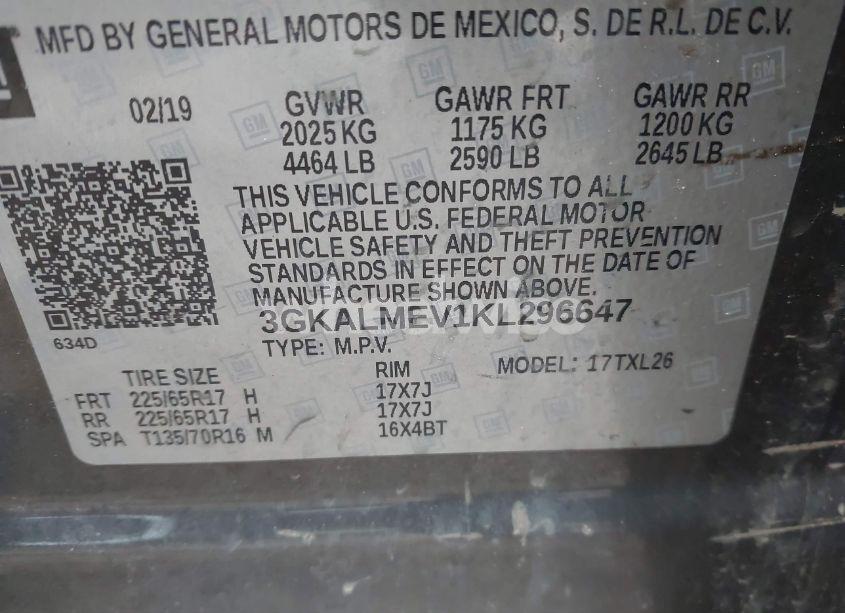 MFD BY GENERAL MOTORS DE MEXICO, S. DE R.L. DE C.V.
02/19 GVWR GAWR FRT GAWR RR
2025 KG 1175 KG 1200 KG
4464 LB 2590 LB 2645 LB
THIS VEHICLE CONFORMS TO ALL
APPLICABLE U.S. FEDERAL MOTOR
VEHICLE SAFETY AND THEFT PREVENTION
STANDARDS IN EFFECT ON THE DATE OF
MANUFACTURE SHOWN ABOVE.
3GKALMEV1KL296647
634D
TYPE: M.P.V. MODEL: 17TXL26
TIRE SIZE RIM
FRT 225/65R17 H 17X7J
RR 225/65R17 H 17X7J
SPA T135/70R16 M 16X4BT